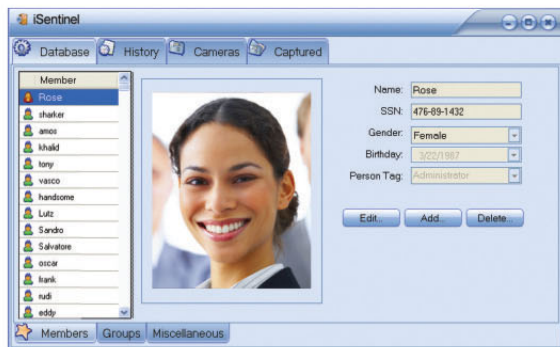 iSentinel
Database History Cameras Captured
Member
Rose
sharker
amos
khalid
tony
vasco
handsome
Lutz
Sandro
Salvatore
oscar
frank
rudi
eddy
Name: Rose
SSN: 476-89-1432
Gender: Female
Birthday: 3/22/1987
Person Tag: Administrator
Edit... Add... Delete...
Members Groups Miscellaneous